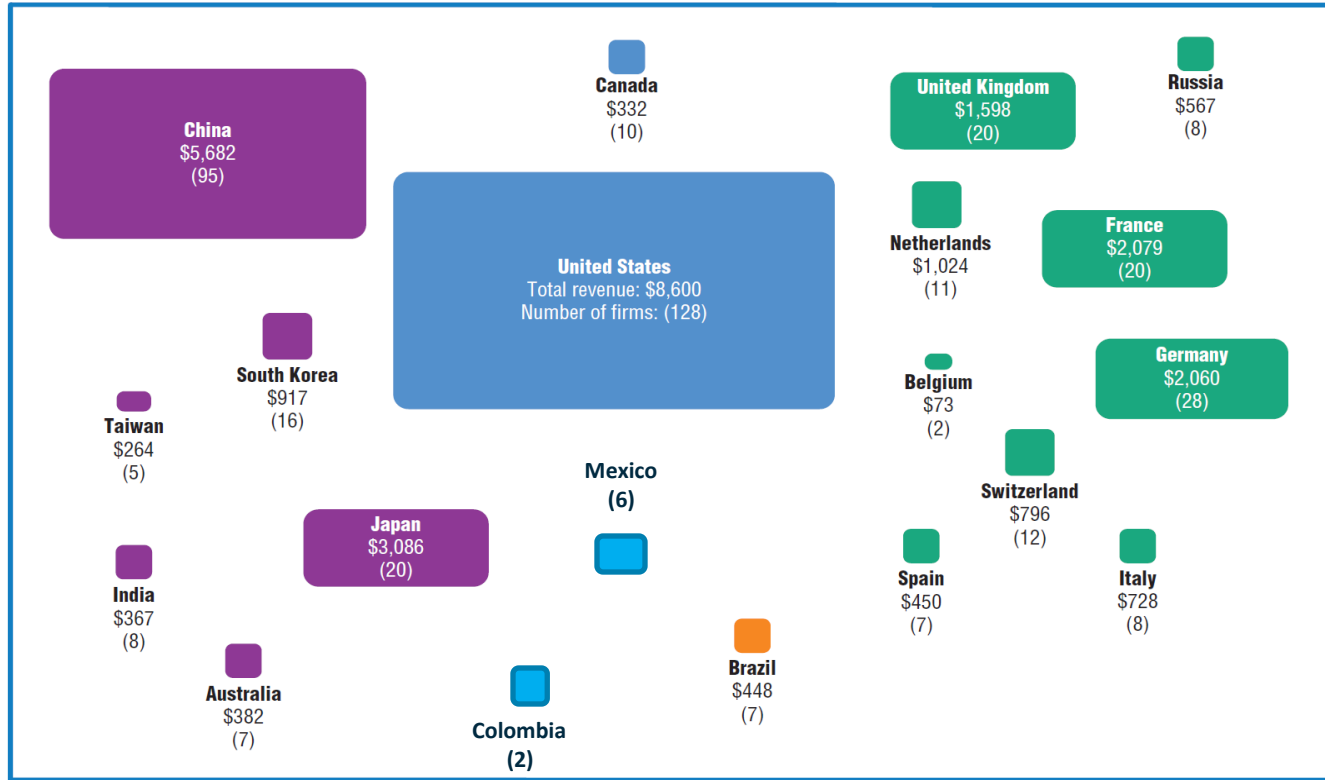 Canada
$332
(10)
Russia
$567
(8)
United Kingdom
$1,598
(20)
China
$5,682
(95)
United States
Total revenue: $8,600
Number of firms: (128)
Netherlands
$1,024
(11)
France
$2,079
(20)
South Korea
$917
(16)
Taiwan
$264
(5)
Belgium
$73
(2)
Germany
$2,060
(28)
Mexico
(6)
Switzerland
$796
(12)
Japan
$3,086
(20)
India
$367
(8)
Spain
$450
(7)
Italy
$728
(8)
Australia
$382
(7)
Colombia
(2)
Brazil
$448
(7)